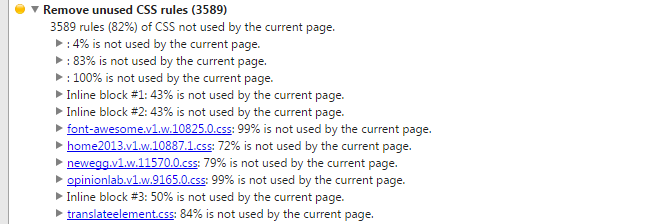 Remove unused CSS rules (3589)
3589 rules (82%) of CSS not used by the current page.
: 4% is not used by the current page.
: 83% is not used by the current page.
: 100% is not used by the current page.
Inline block #1: 43% is not used by the current page.
Inline block #2: 43% is not used by the current page.
font-awesome.v1.w.10825.0.css: 99% is not used by the current page.
home2013.v1.w.10887.1.css: 72% is not used by the current page.
newegg.v1.w.11570.0.css: 79% is not used by the current page.
opinionlab.v1.w.9165.0.css: 99% is not used by the current page.
Inline block #3: 50% is not used by the current page.
translateelement.css: 84% is not used by the current page.